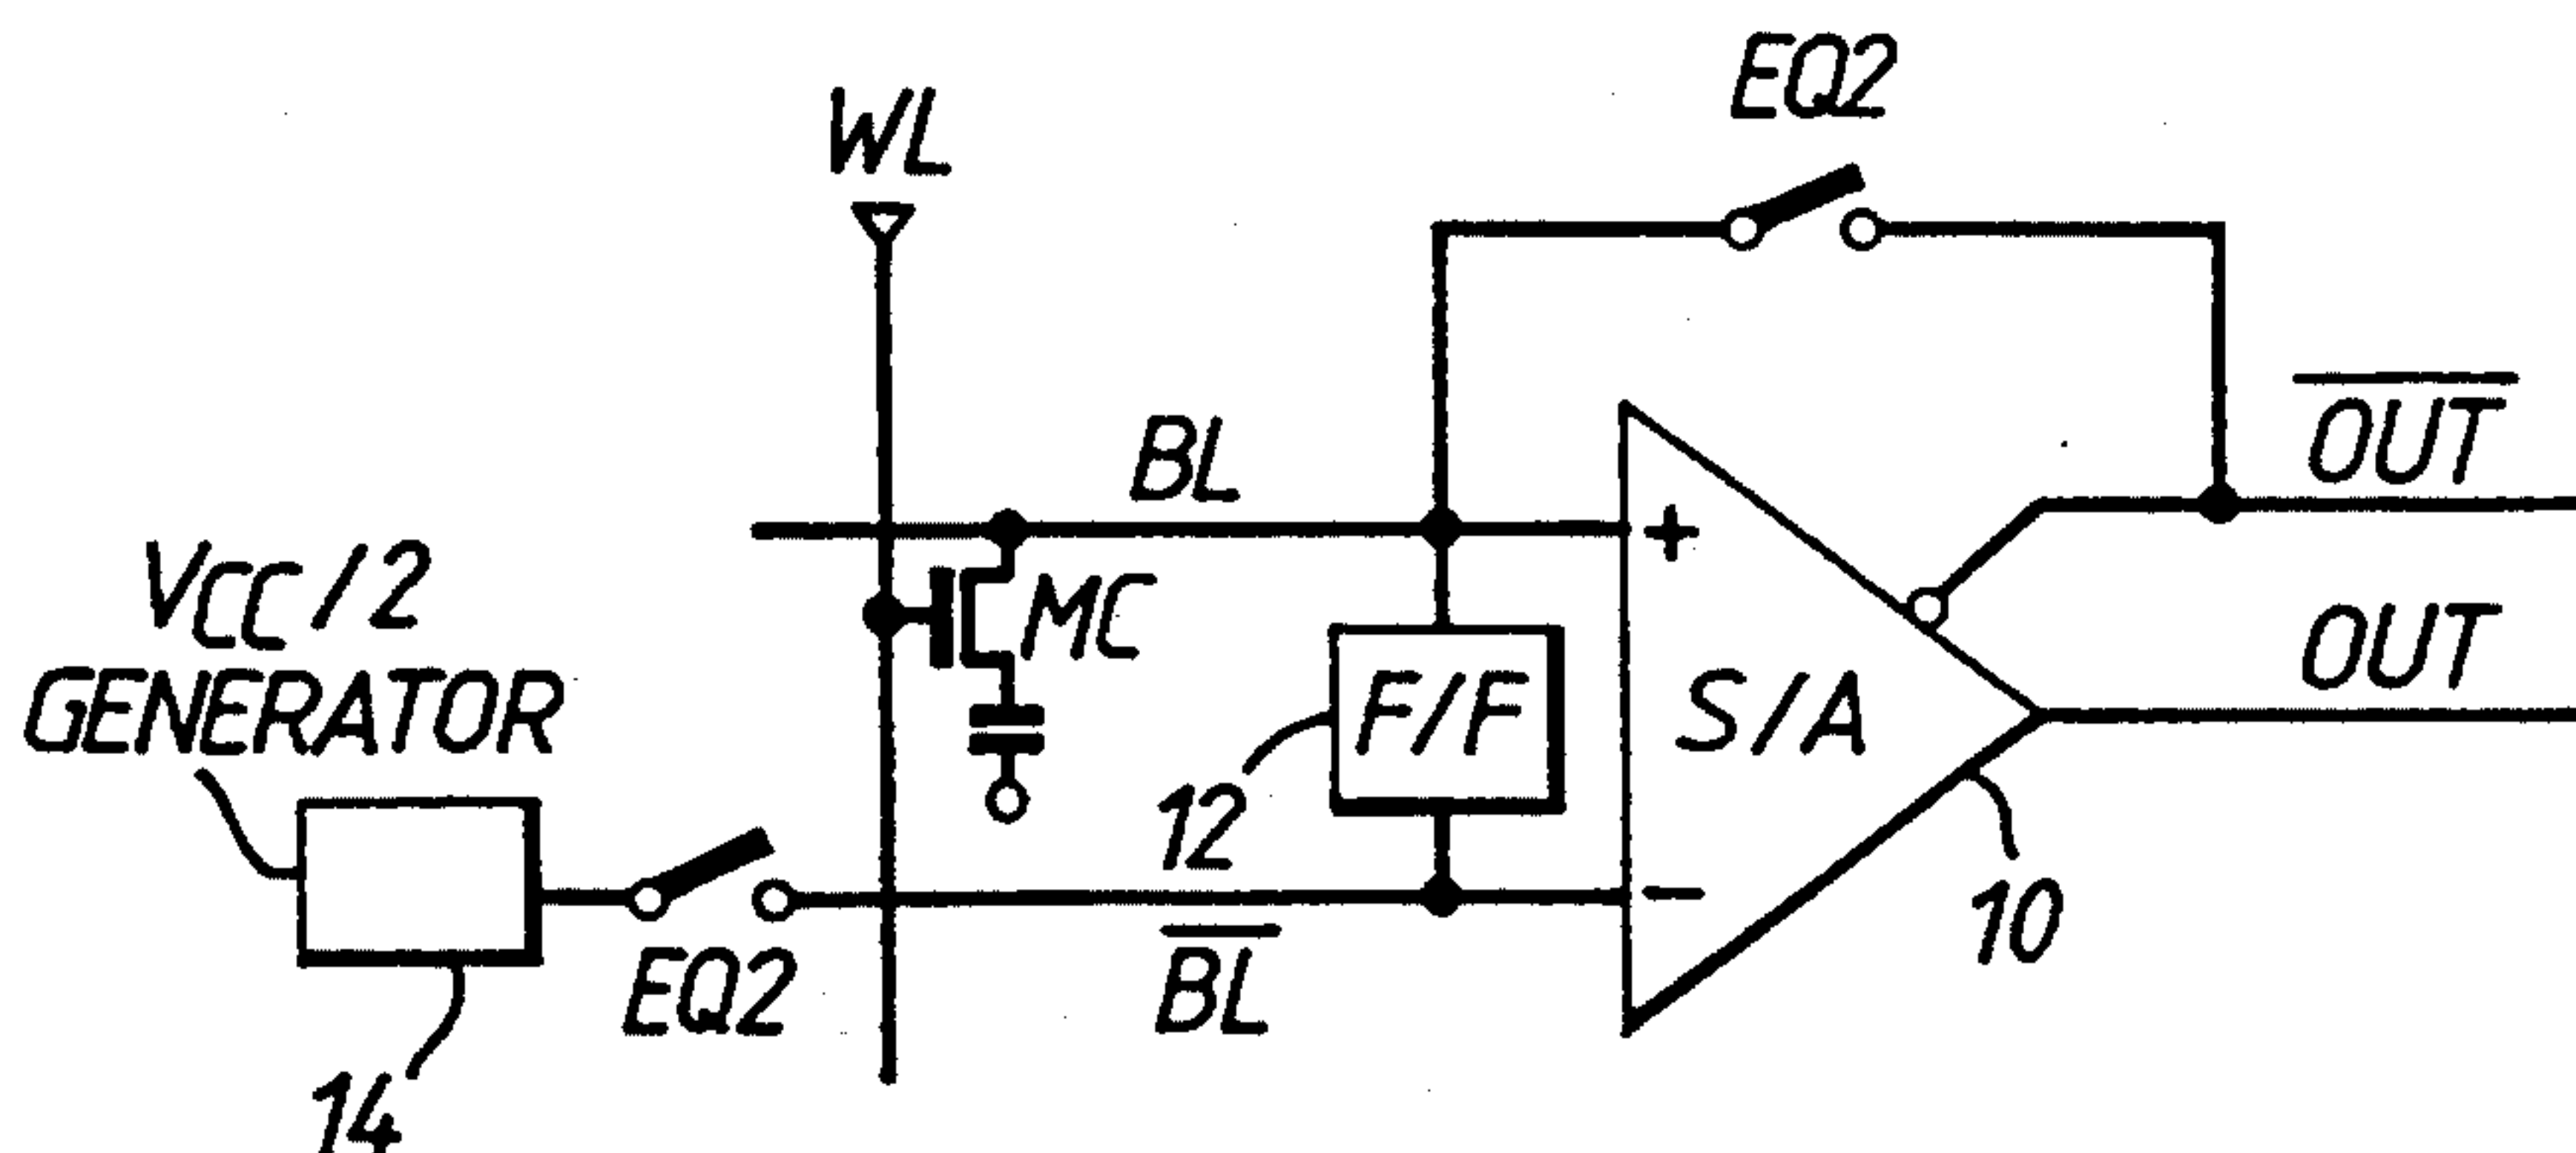 EQ2
WL
OUT
BL
VCC/2
GENERATOR
MC
OUT
F/F
S/A
12
10
EQ2
BL
14
+
−